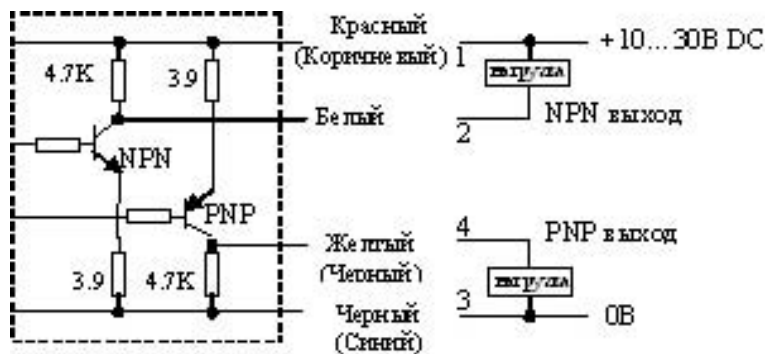 Красный
(Коричневый) 1
+10...30В DC
4.7K
3.9
нагрузка
Белый
2
NPN выход
NPN
PNP
Желтый
(Черный)
4
PNP выход
3.9
4.7K
нагрузка
Черный
(Синий)
3
0В